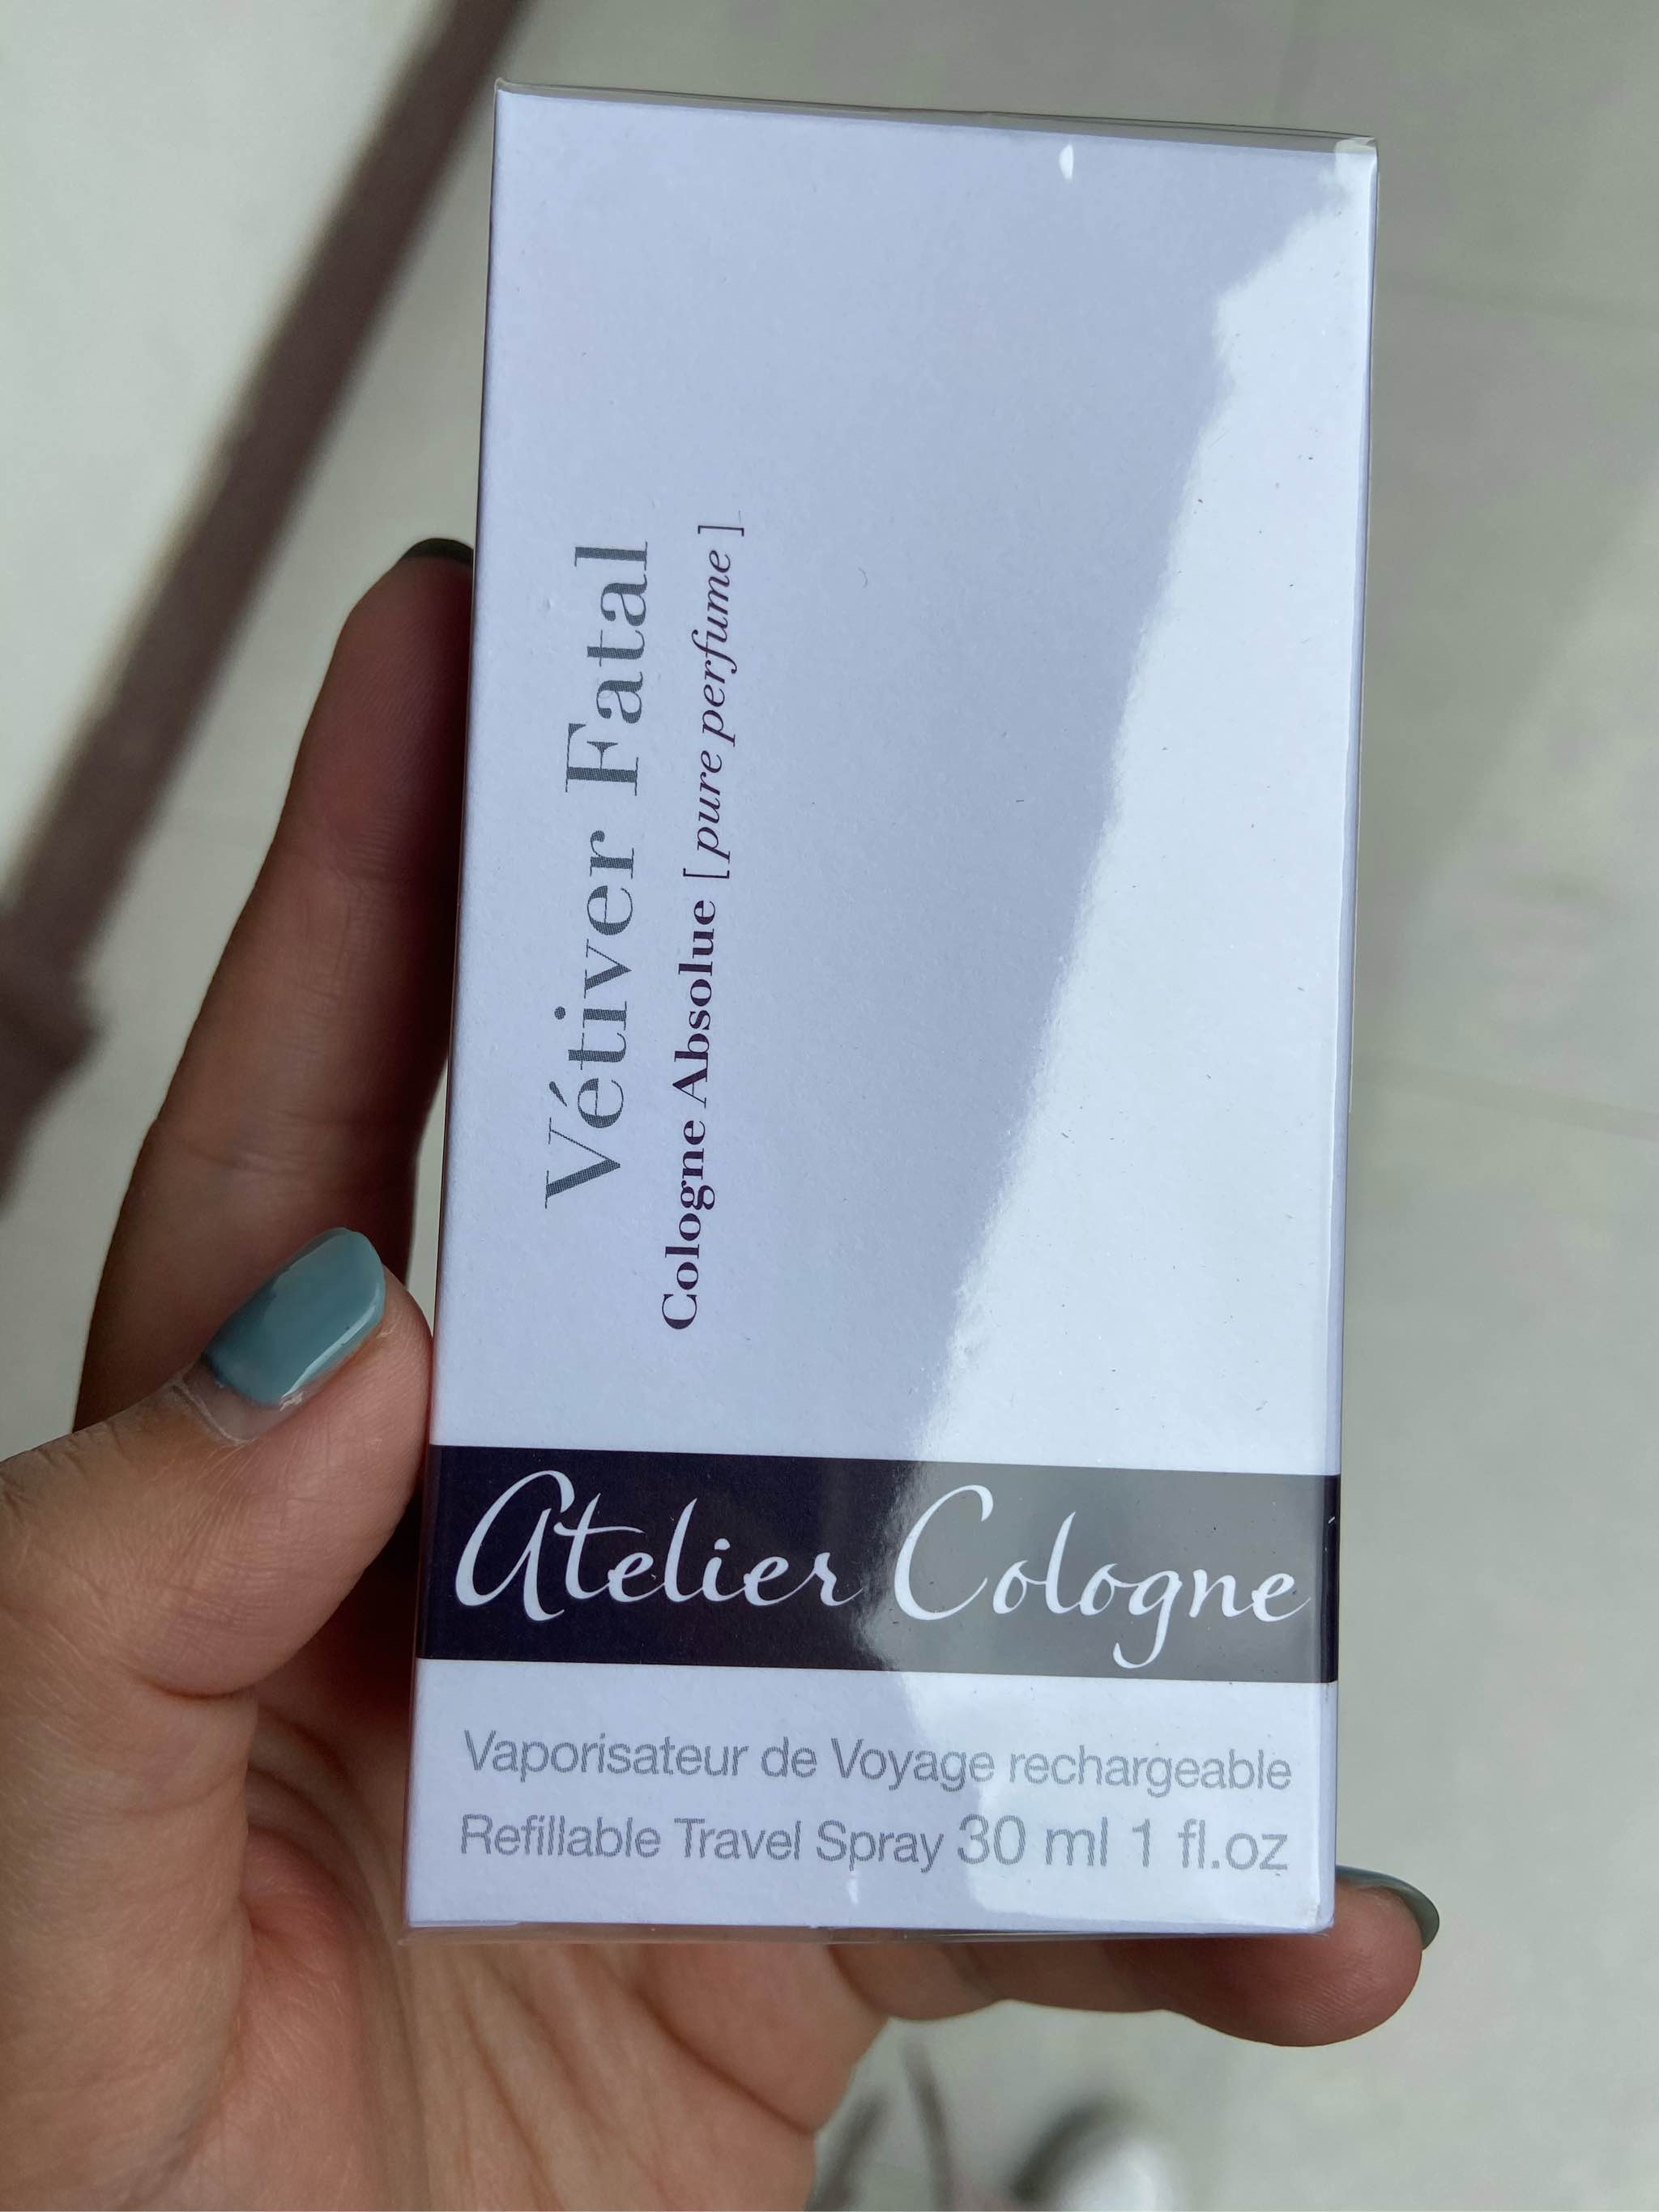 Vétiver Fatal
Cologne Absolue [ pure perfume ]
Atelier Cologne
Vaporisateur de Voyage rechargeable
Refillable Travel Spray 30 ml 1 fl.oz